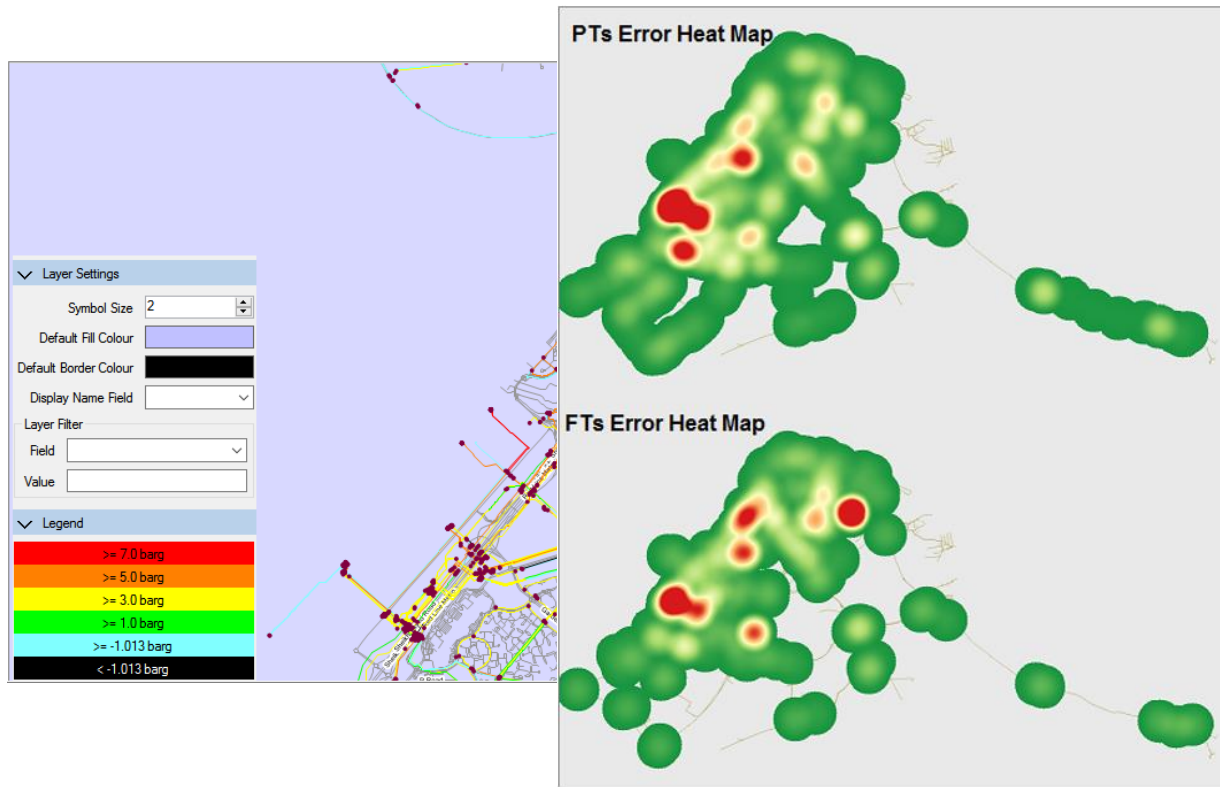 PTs Error Heat Map
Layer Settings
Symbol Size 2
Default Fill Colour
Default Border Colour
Display Name Field
Layer Filter
Field
Value
Legend
>= 7.0 barg
>= 5.0 barg
>= 3.0 barg
>= 1.0 barg
>= -1.013 barg
< -1.013 barg
FTs Error Heat Map